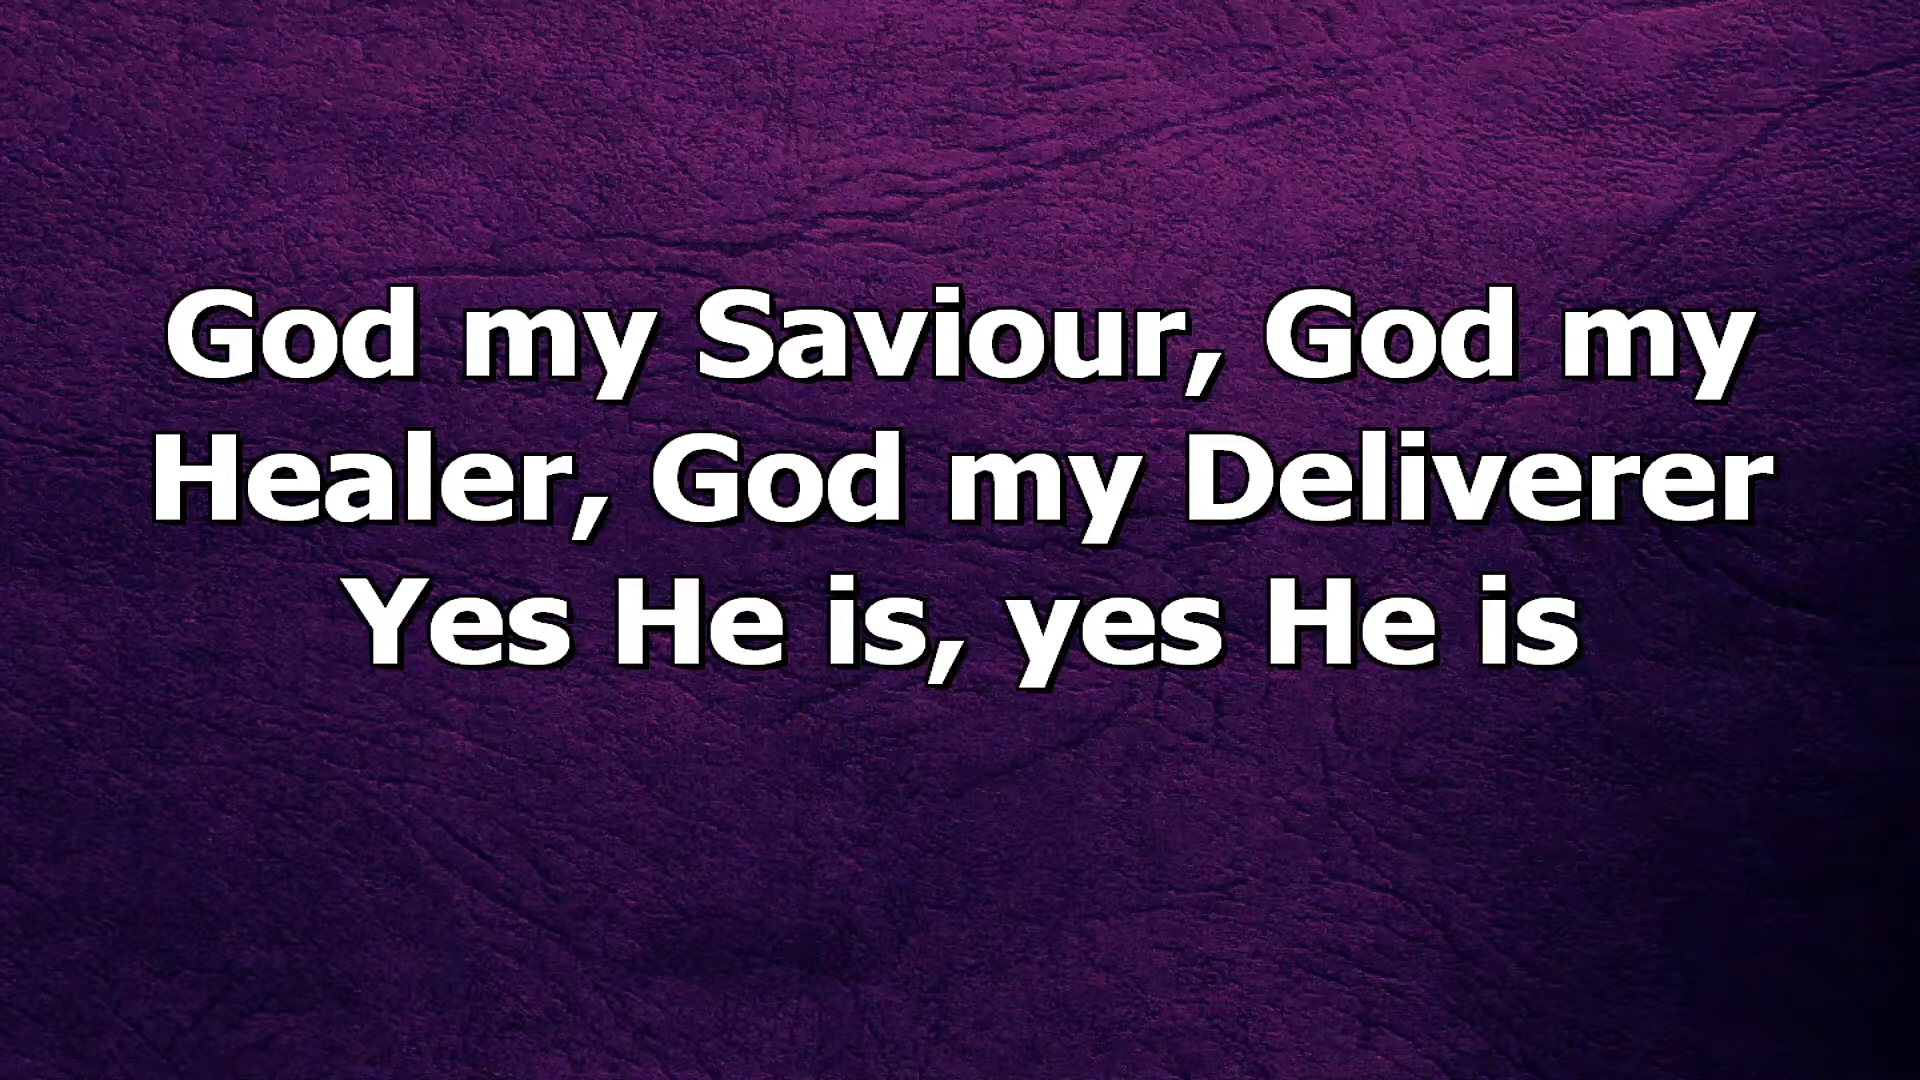 God my Saviour, God my
Healer, God my Deliverer
Yes He is, yes He is